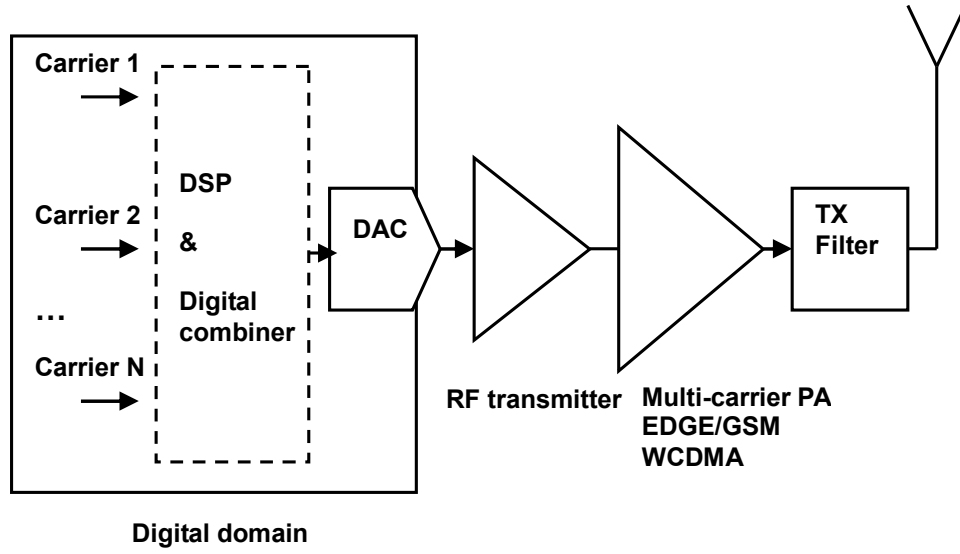 Carrier 1
Carrier 2
…
Carrier N
DSP
&
Digital
combiner
DAC
TX
Filter
RF transmitter
Multi-carrier PA
EDGE/GSM
WCDMA
Digital domain